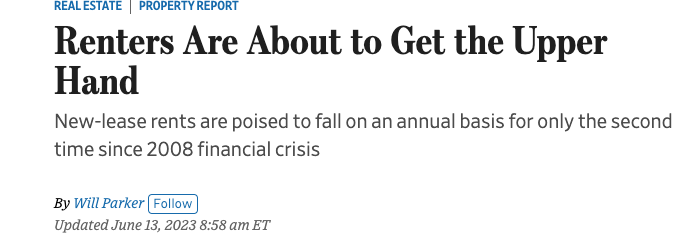 REAL ESTATE | PROPERTY REPORT
Renters Are About to Get the Upper
Hand
New-lease rents are poised to fall on an annual basis for only the second
time since 2008 financial crisis
By Will Parker Follow
Updated June 13, 2023 8:58 am ET